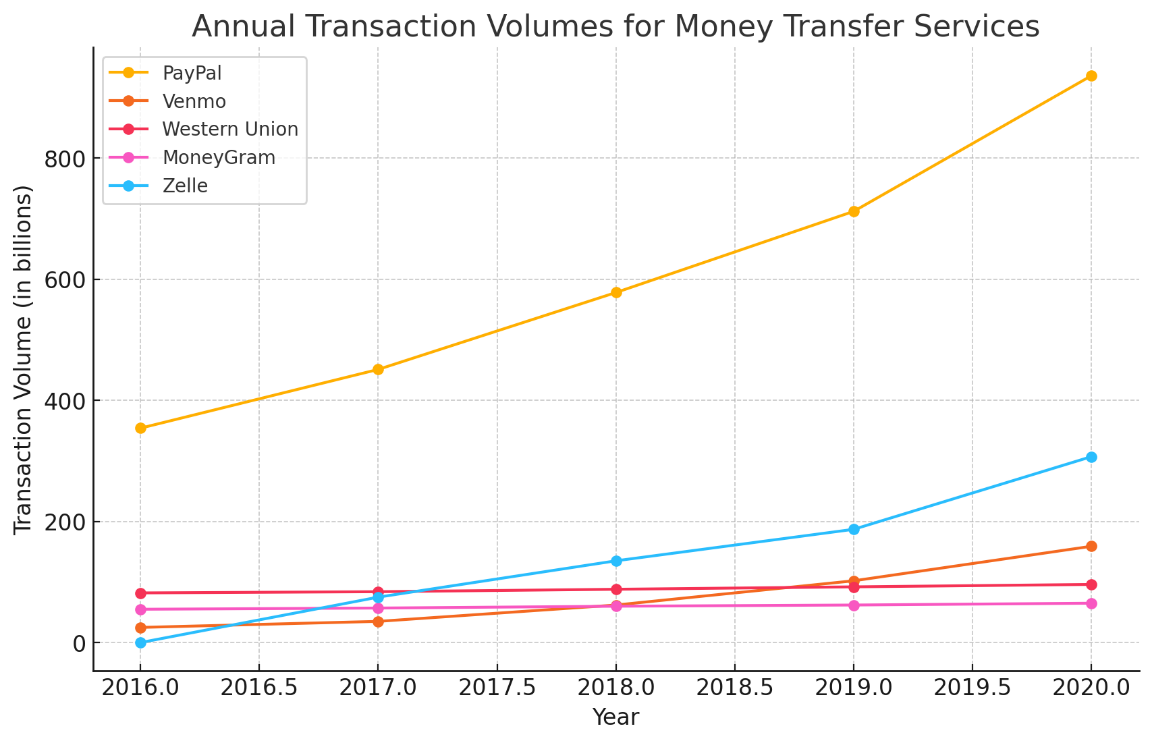 Annual Transaction Volumes for Money Transfer Services
PayPal
Venmo
Western Union
MoneyGram
Zelle
Transaction Volume (in billions)
800
600
400
200
0
2016.0 2016.5 2017.0 2017.5 2018.0 2018.5 2019.0 2019.5 2020.0
Year